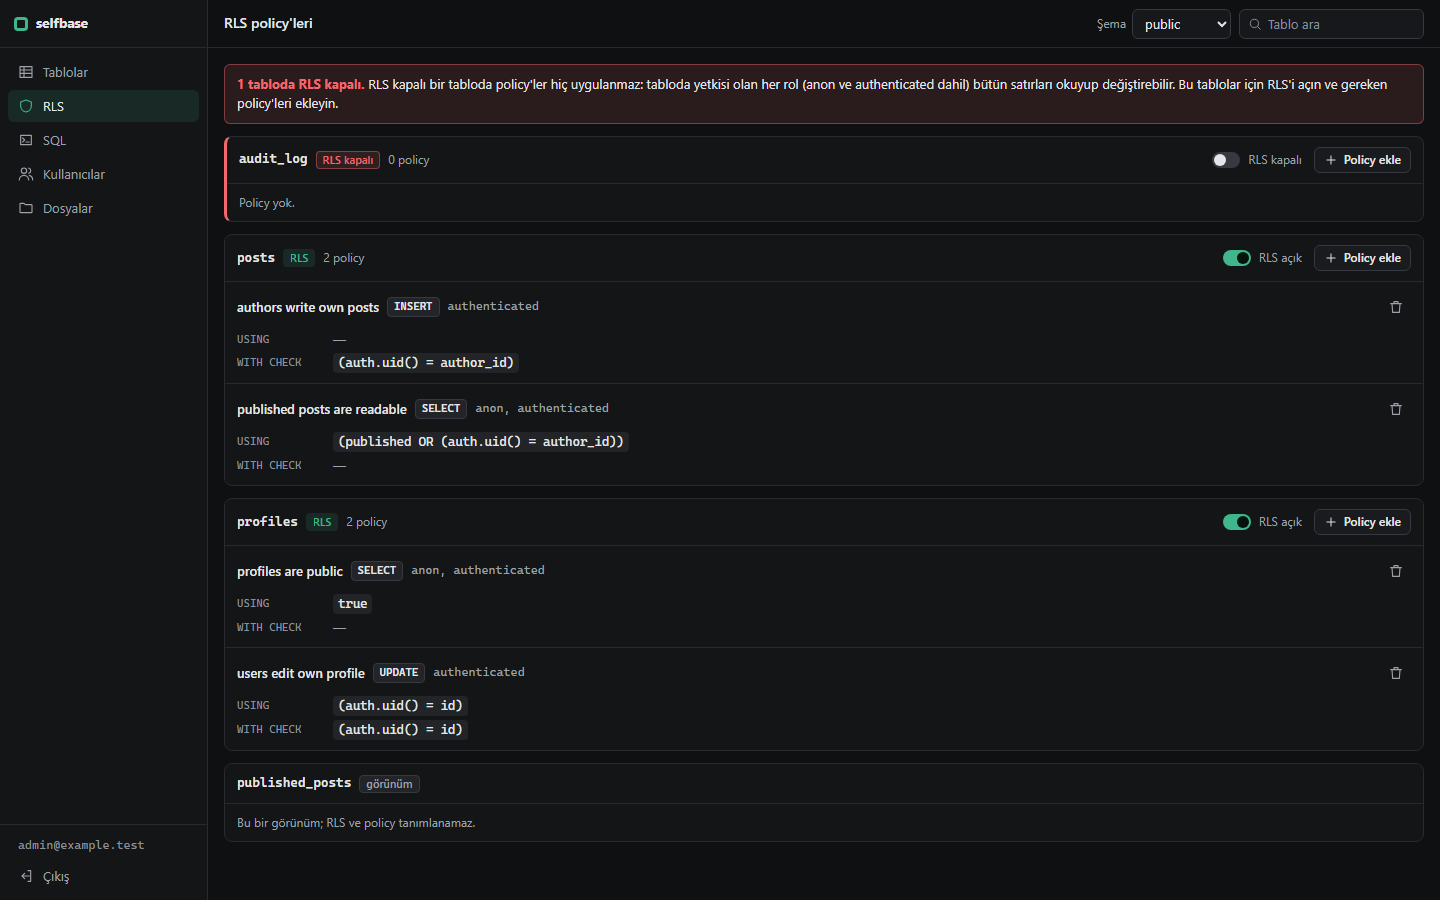 selfbase
RLS policy'leri
Şema
public
Tablo ara
Tablolar
RLS
SQL
Kullanıcılar
Dosyalar
1 tabloda RLS kapalı. RLS kapalı bir tabloda policy'ler hiç uygulanmaz: tabloda yetkisi olan her rol (anon ve authenticated dahil) bütün satırları okuyup değiştirebilir. Bu tablolar için RLS'i açın ve gereken
policy'leri ekleyin.
audit_log RLS kapalı 0 policy
RLS kapalı
Policy ekle
Policy yok.
posts RLS 2 policy
RLS açık
Policy ekle
authors write own posts INSERT authenticated
USING —
WITH CHECK (auth.uid() = author_id)
published posts are readable SELECT anon, authenticated
USING (published OR (auth.uid() = author_id))
WITH CHECK —
profiles RLS 2 policy
RLS açık
Policy ekle
profiles are public SELECT anon, authenticated
USING true
WITH CHECK —
users edit own profile UPDATE authenticated
USING (auth.uid() = id)
WITH CHECK (auth.uid() = id)
published_posts görünüm
Bu bir görünüm; RLS ve policy tanımlanamaz.
admin@example.test
Çıkış